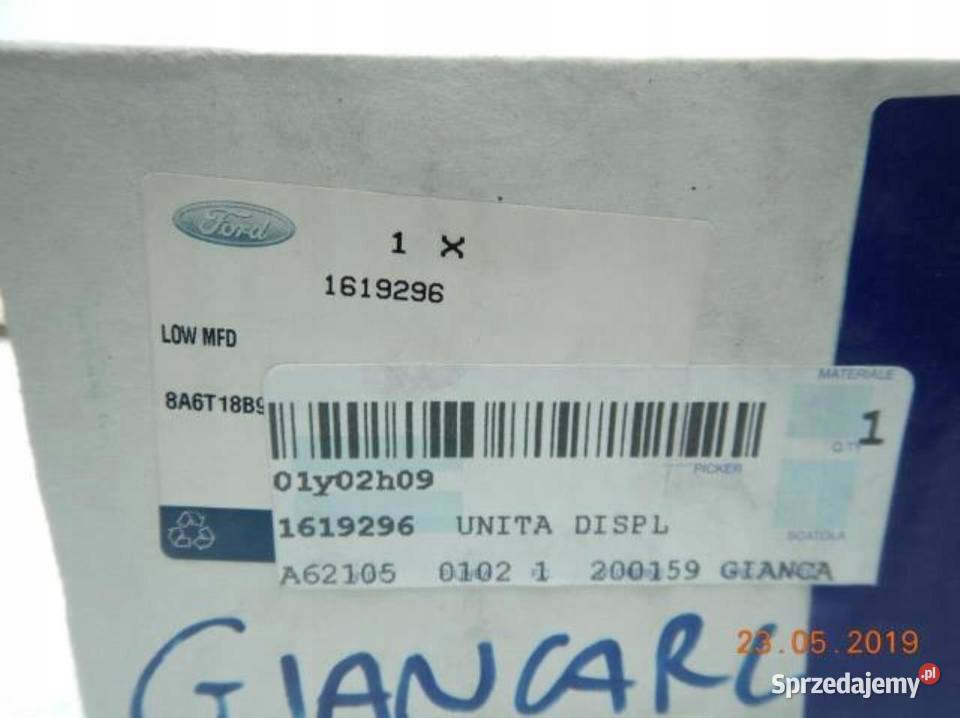 Ford
1 X
1619296
LOW MFD
8A6T18B9
MATERIALE
1
Q.TY
PICKER
01y02h09
1619296 UNITA DISPL
SCATOLA
A62105 0102 1 200159 GIANCA
GIANCARL
23.05.2019
Sprzedajemy.pl